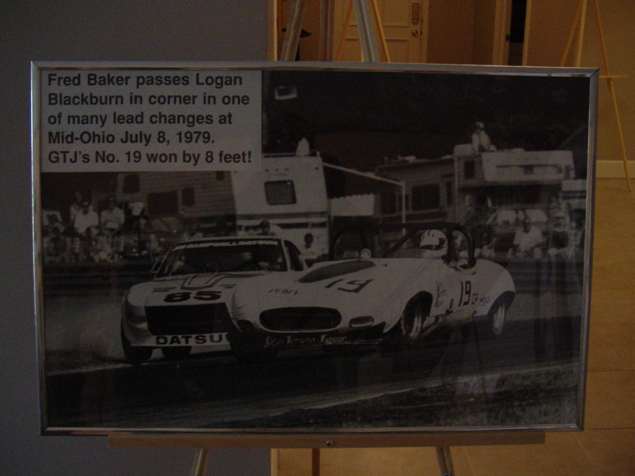 Fred Baker passes Logan
Blackburn in corner in one
of many lead changes at
Mid-Ohio July 8, 1979.
GTJ's No. 19 won by 8 feet!
85
DATSU
19
19